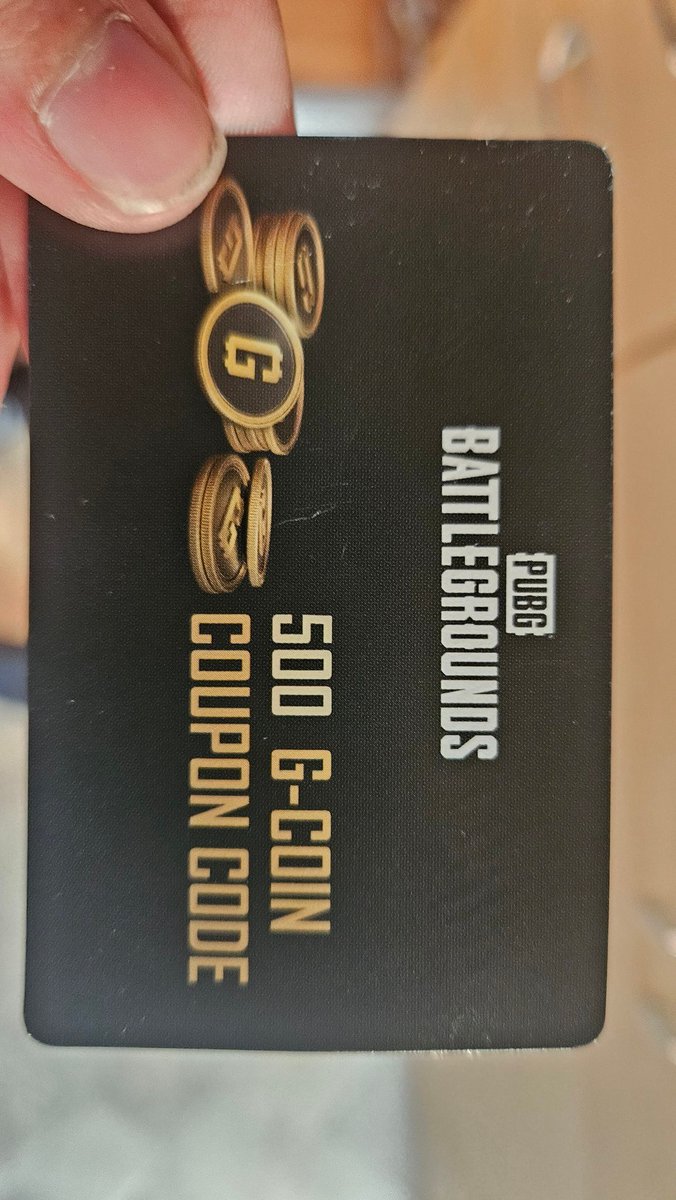 PUBG
BATTLEGROUNDS
G
500 G-COIN
COUPON CODE